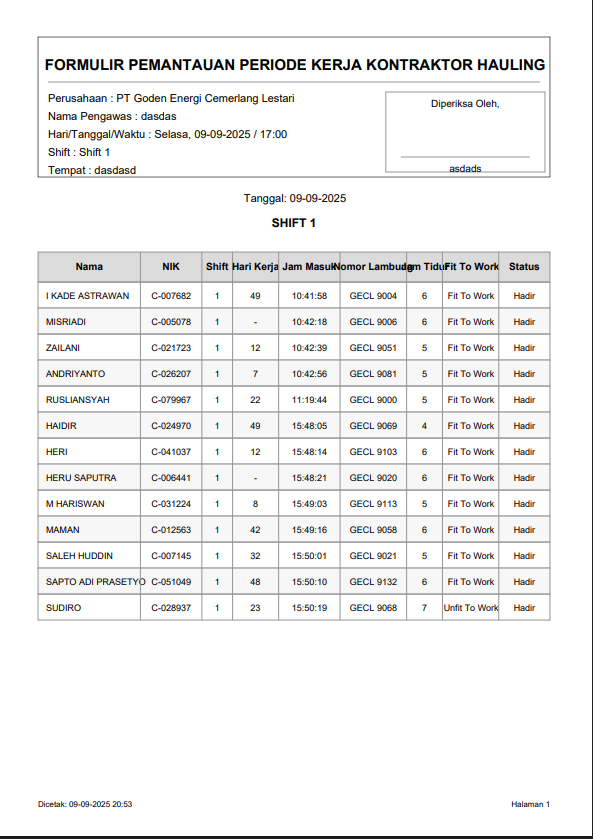 FORMULIR PEMANTAUAN PERIODE KERJA KONTRAKTOR HAULING
Perusahaan : PT Goden Energi Cemerlang Lestari
Nama Pengawas : dasdas
Hari/Tanggal/Waktu : Selasa, 09-09-2025 / 17:00
Shift : Shift 1
Tempat : dasdasd
Diperiksa Oleh,
asdads
Tanggal: 09-09-2025
SHIFT 1
Nama NIK Shift Hari Kerja Jam Masuk Nomor Lambung Jam Tidur Fit To Work Status
I KADE ASTRAWAN C-007682 1 49 10:41:58 GECL 9004 6 Fit To Work Hadir
MISRIADI C-005078 1 - 10:42:18 GECL 9006 6 Fit To Work Hadir
ZAILANI C-021723 1 12 10:42:39 GECL 9051 5 Fit To Work Hadir
ANDRIYANTO C-026207 1 7 10:42:56 GECL 9081 5 Fit To Work Hadir
RUSLIANSYAH C-079967 1 22 11:19:44 GECL 9000 5 Fit To Work Hadir
HAIDIR C-024970 1 49 15:48:05 GECL 9069 4 Fit To Work Hadir
HERI C-041037 1 12 15:48:14 GECL 9103 6 Fit To Work Hadir
HERU SAPUTRA C-006441 1 - 15:48:21 GECL 9020 6 Fit To Work Hadir
M HARISWAN C-031224 1 8 15:49:03 GECL 9113 5 Fit To Work Hadir
MAMAN C-012563 1 42 15:49:16 GECL 9058 6 Fit To Work Hadir
SALEH HUDDIN C-007145 1 32 15:50:01 GECL 9021 5 Fit To Work Hadir
SAPTO ADI PRASETYO C-051049 1 48 15:50:10 GECL 9132 6 Fit To Work Hadir
SUDIRO C-028937 1 23 15:50:19 GECL 9068 7 Unfit To Work Hadir
Dicetak: 09-09-2025 20:53
Halaman 1